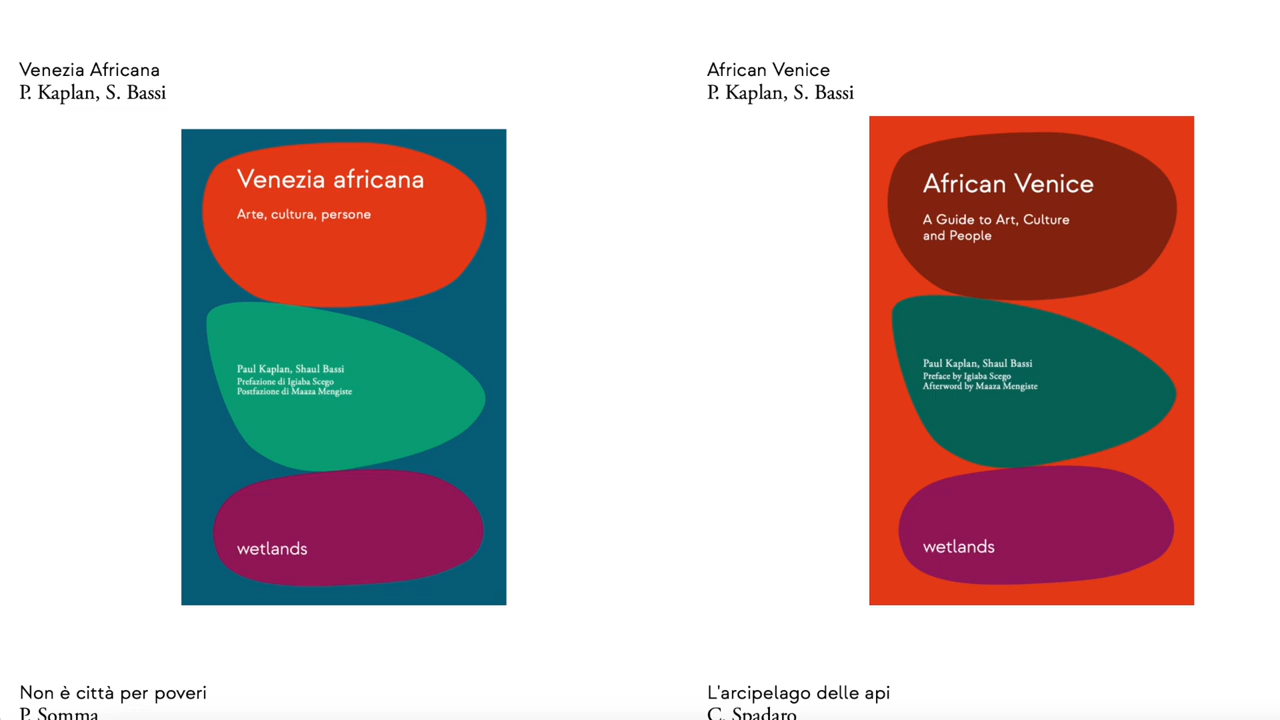 Venezia Africana
P. Kaplan, S. Bassi
Venezia africana
Arte, cultura, persone
Paul Kaplan, Shaul Bassi
Prefazione di Igiaba Scego
Postfazione di Maaza Mengiste
wetlands
African Venice
P. Kaplan, S. Bassi
African Venice
A Guide to Art, Culture
and People
Paul Kaplan, Shaul Bassi
Preface by Igiaba Scego
Afterword by Maaza Mengiste
wetlands
Non è città per poveri
P. Somma
L'arcipelago delle api
C. Spadaro